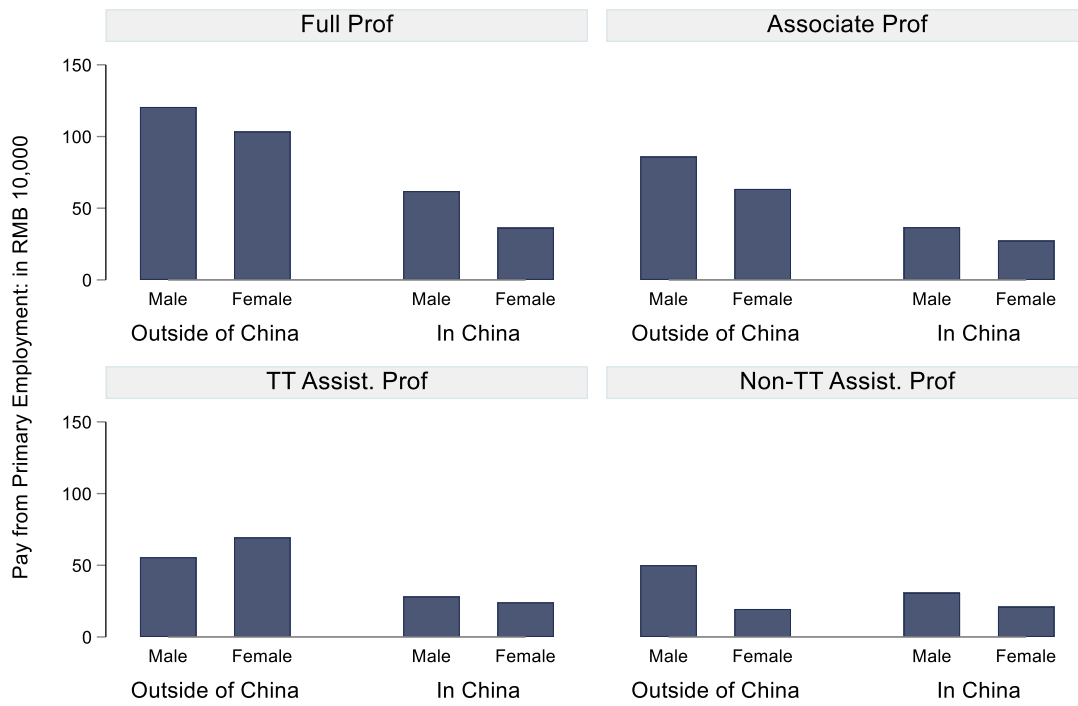 Pay from Primary Employment: in RMB 10,000
Full Prof
Associate Prof
150
100
50
0
Male Female Male Female
Outside of China In China
Male Female Male Female
Outside of China In China
TT Assist. Prof
Non-TT Assist. Prof
150
100
50
0
Male Female Male Female
Outside of China In China
Male Female Male Female
Outside of China In China